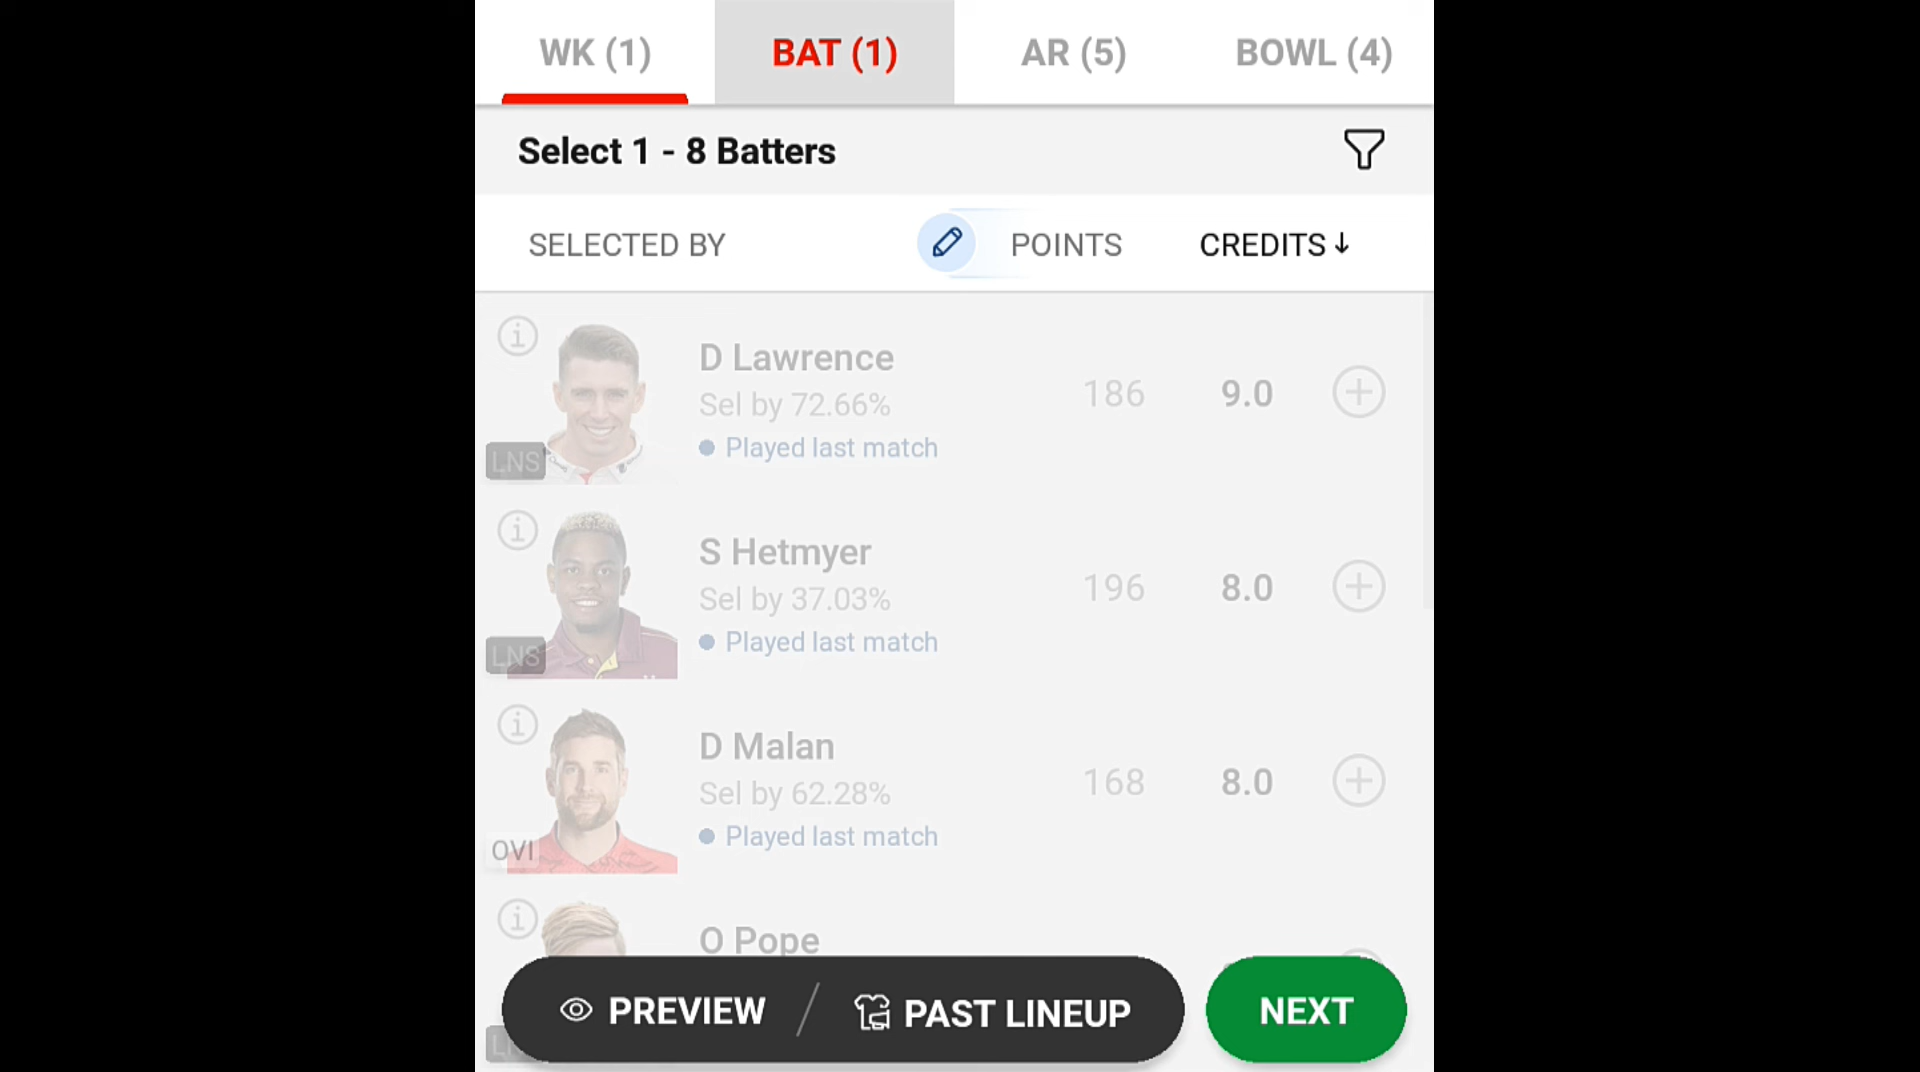 WK (1) BAT (1) AR (5) BOWL (4)
Select 1 - 8 Batters
SELECTED BY POINTS CREDITS↓
D Lawrence
Sel by 72.66% 186 9.0
Played last match
LNS
S Hetmyer
Sel by 37.03% 196 8.0
Played last match
LNS
D Malan
Sel by 62.28% 168 8.0
Played last match
OVI
O Pope
PREVIEW / PAST LINEUP NEXT